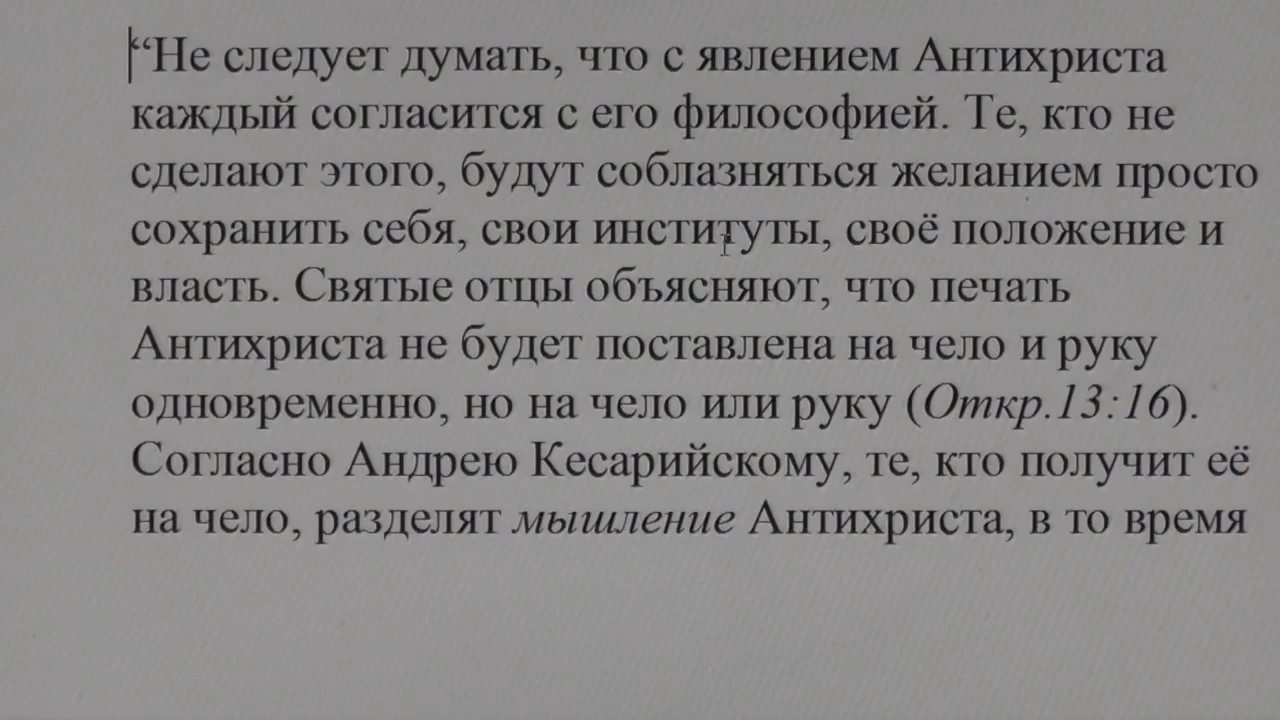 “Не следует думать, что с явлением Антихриста
каждый согласится с его философией. Те, кто не
сделают этого, будут соблазняться желанием просто
сохранить себя, свои институты, своё положение и
власть. Святые отцы объясняют, что печать
Антихриста не будет поставлена на чело и руку
одновременно, но на чело или руку (Откр.13:16).
Согласно Андрею Кесарийскому, те, кто получит её
на чело, разделят мышление Антихриста, в то время